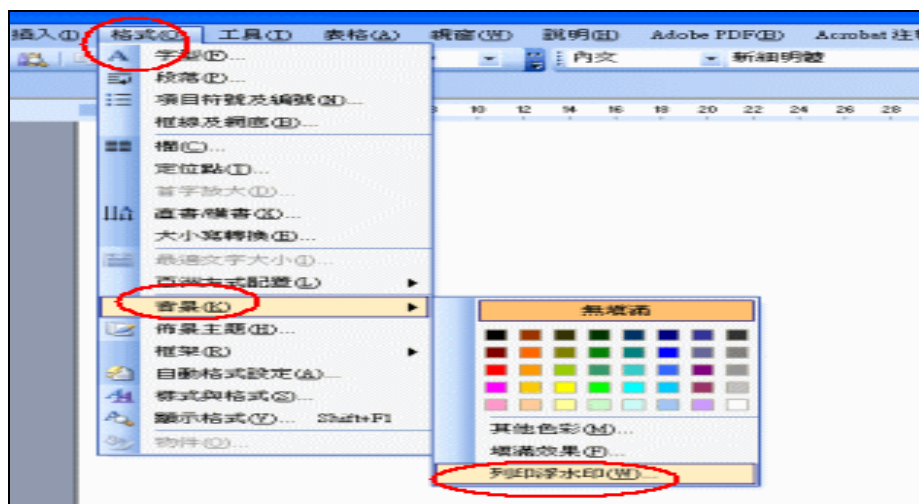 插入(I) 格式(O) 工具(T) 表格(A) 視窗(W) 說明(H) Adobe PDF(B) Acrobat 注
內文 新細明體
字型(F)...
段落(P)...
項目符號及編號(N)...
框線及網底(B)...
8 10 12 14 16 18 20 22 24 26 28
欄(C)...
定位點(T)...
首字放大(D)...
直書/橫書(X)...
大小寫轉換(E)...
最適文字大小(I)...
亞洲方式配置(L)
背景(K)
無填滿
佈景主題(H)...
框架(R)
自動格式設定(A)...
樣式與格式(S)...
顯示格式(V)... Shift+F1
物件(O)...
其他色彩(M)...
填滿效果(F)...
列印浮水印(W)...